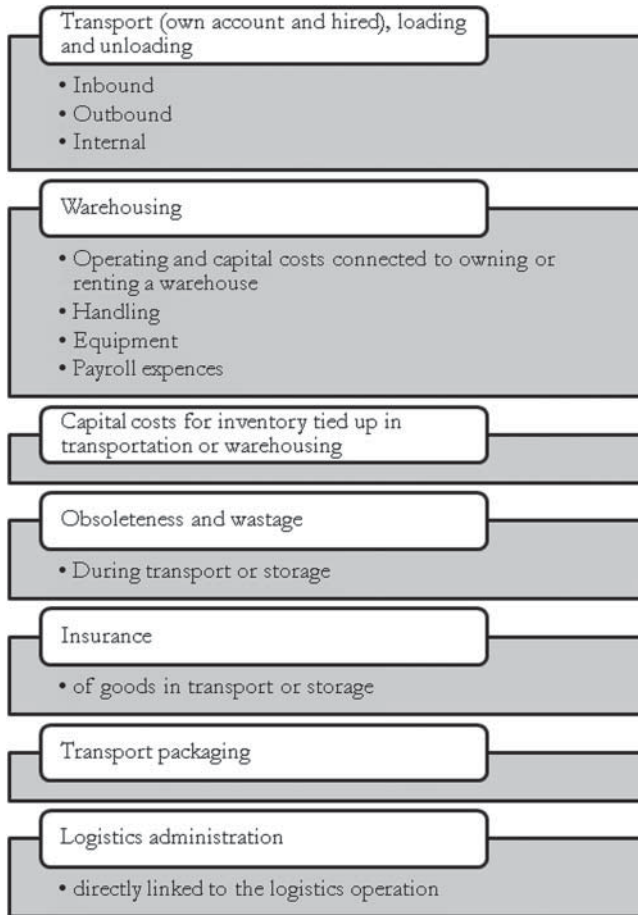 Transport (own account and hired), loading
and unloading
• Inbound
• Outbound
• Internal
Warehousing
• Operating and capital costs connected to owning or
renting a warehouse
• Handling
• Equipment
• Payroll expences
Capital costs for inventory tied up in
transportation or warehousing
Obsoleteness and wastage
• During transport or storage
Insurance
• of goods in transport or storage
Transport packaging
Logistics administration
• directly linked to the logistics operation